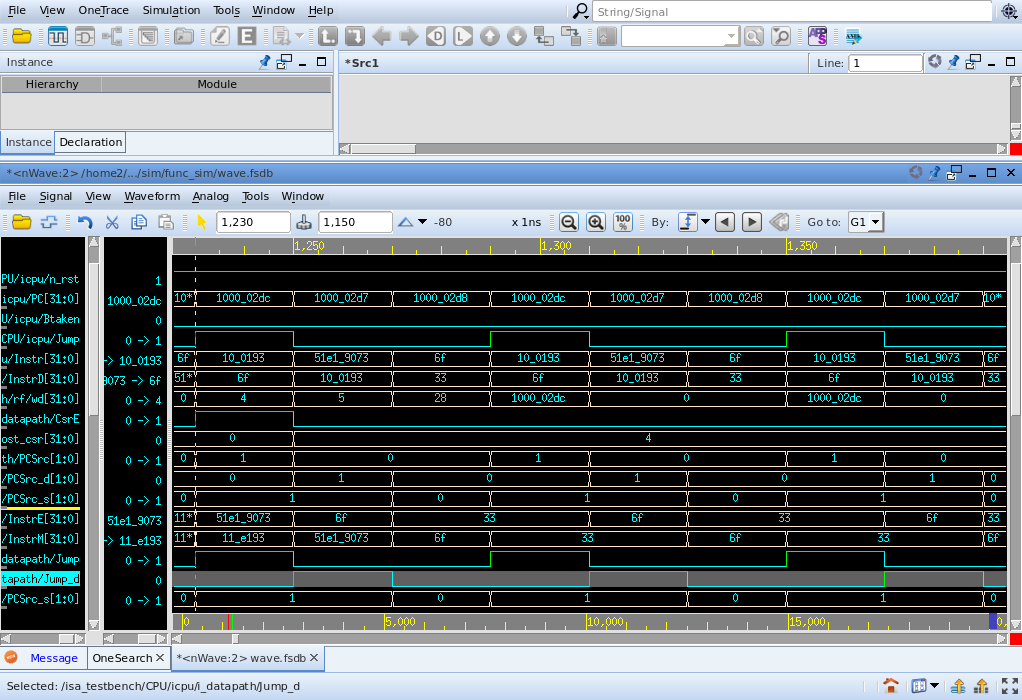 File View OneTrace Simulation Tools Window Help String/Signal
Instance *Src1 Line: 1
Hierarchy Module
Instance Declaration
*<nWave:2> /home2/.../sim/func_sim/wave.fsdb
File Signal View Waveform Analog Tools Window
1,230 1,150 -80 x 1ns 100 % By: Go to: G1
1,250 1,300 1,350
PU/icpu/n_rst 1
icpu/PC[31:0] 1000_02dc 10* 1000_02dc 1000_02d7 1000_02d8 1000_02dc 1000_02d7 1000_02d8 1000_02dc 1000_02d7 10*
U/icpu/Btaken 0
CPU/icpu/Jump 0 -> 1
u/Instr[31:0] -> 10_0193 6f 10_0193 51e1_9073 6f 10_0193 51e1_9073 6f 10_0193 51e1_9073 6f
/InstrD[31:0] 9073 -> 6f 51* 6f 10_0193 33 6f 10_0193 33 6f 10_0193 33
h/rf/wd[31:0] 0 -> 4 0 4 5 28 1000_02dc 0 1000_02dc 0
datapath/CsrE 0 -> 1
ost_csr[31:0] 0 0 4
th/PCSrc[1:0] 0 -> 1 0 1 0 1 0 1 0
/PCSrc_d[1:0] 0 0 1 0 1 0 1 0
/PCSrc_s[1:0] 0 -> 1 0 1 0 1 0 1 0
/InstrE[31:0] 51e1_9073 11* 51e1_9073 6f 33 6f 33 6f 33
/InstrM[31:0] -> 11_e193 11* 11_e193 51e1_9073 6f 33 6f 33 6f
datapath/Jump 0 -> 1
tapath/Jump_d 0
/PCSrc_s[1:0] 0 -> 1 0 1 0 1 0 1 0
0 5,000 10,000 15,000 0,
Message OneSearch *<nWave:2> wave.fsdb
Selected: /isa_testbench/CPU/icpu/i_datapath/Jump_d